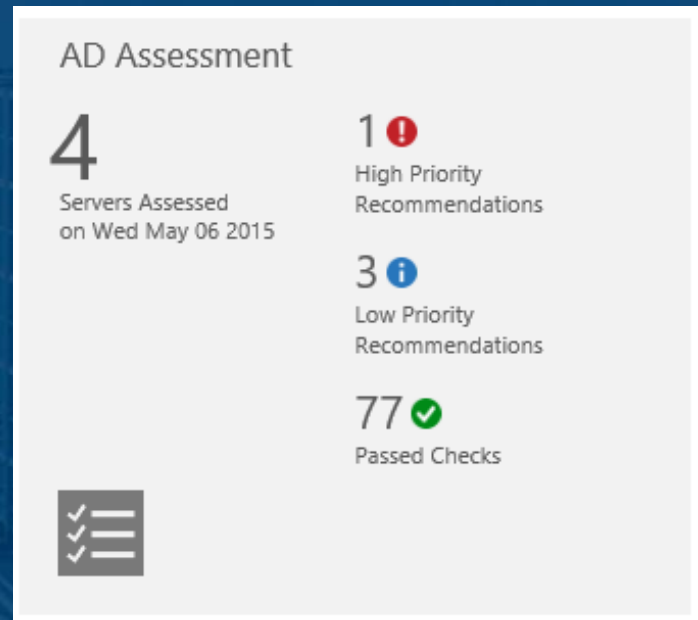 AD Assessment
4
Servers Assessed
on Wed May 06 2015
1
High Priority
Recommendations
3
Low Priority
Recommendations
77
Passed Checks